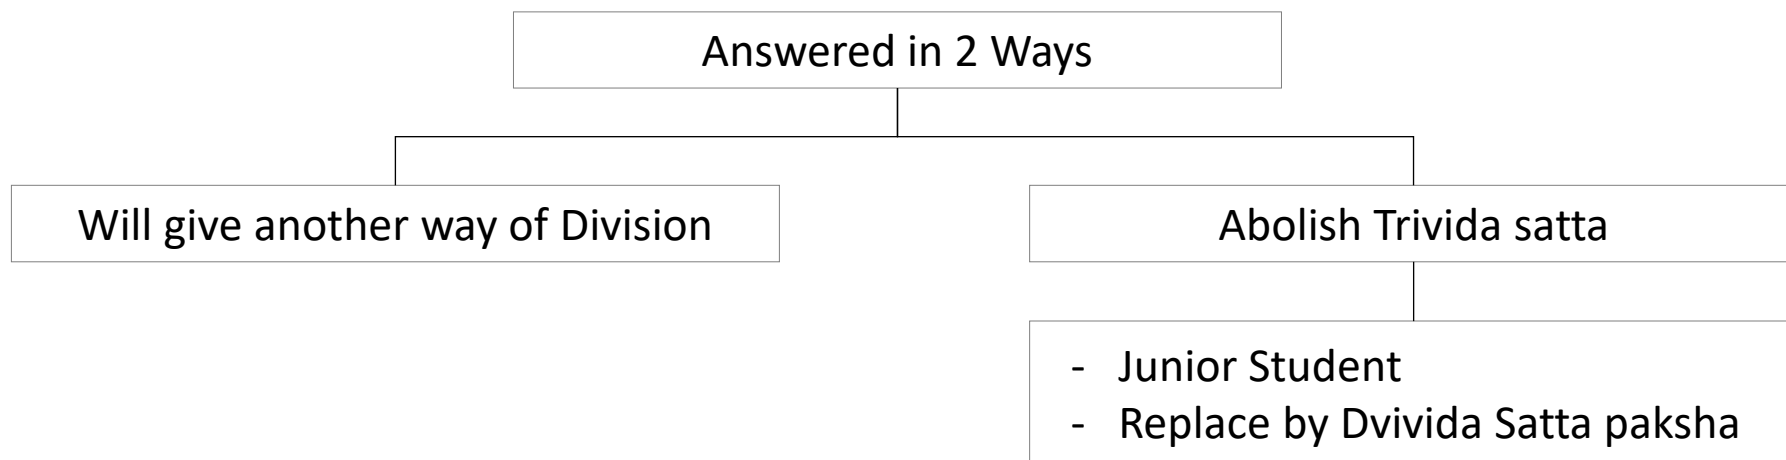 Answered in 2 Ways
Will give another way of Division
Abolish Trivida satta
- Junior Student
- Replace by Dvivida Satta paksha